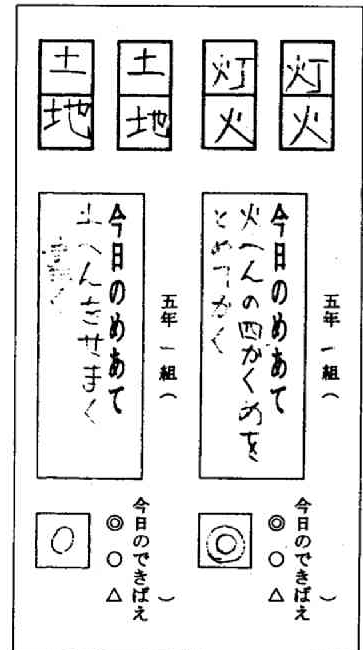 灯火
灯火
五年 一 組(
)
今日のめあて
火へんの四かくめを
とめてかく
今日のできばえ
◎ ○ △
◎
土地
土地
五年 一 組(
)
今日のめあて
土へんをせまく
今日のできばえ
◎ ○ △
○